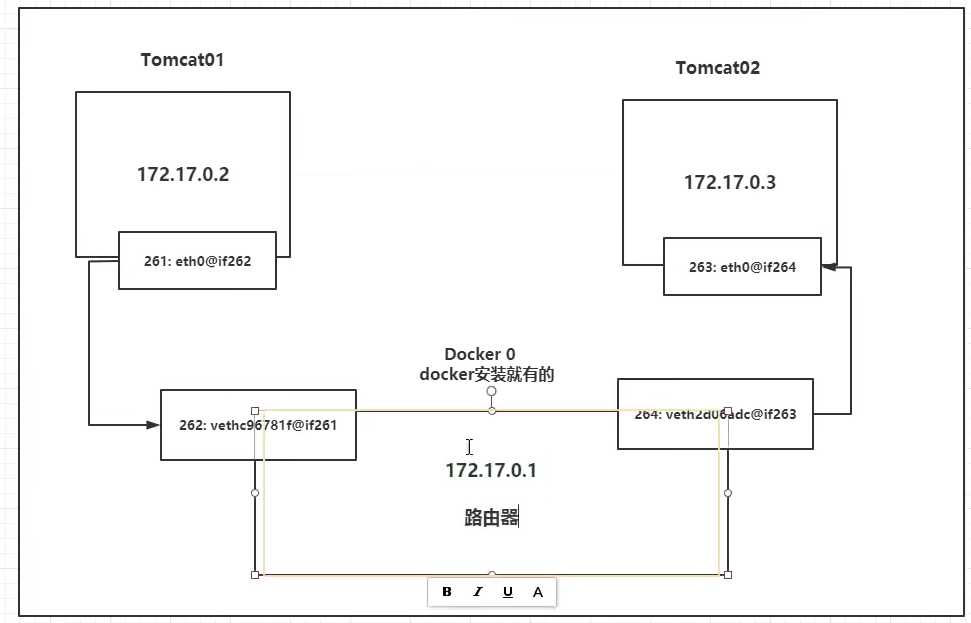 Tomcat01
Tomcat02
172.17.0.2
172.17.0.3
261: eth0@if262
263: eth0@if264
Docker 0
docker安装就有的
262: vethc96781f@if261
264: veth2d06adc@if263
172.17.0.1
路由器
B I U A